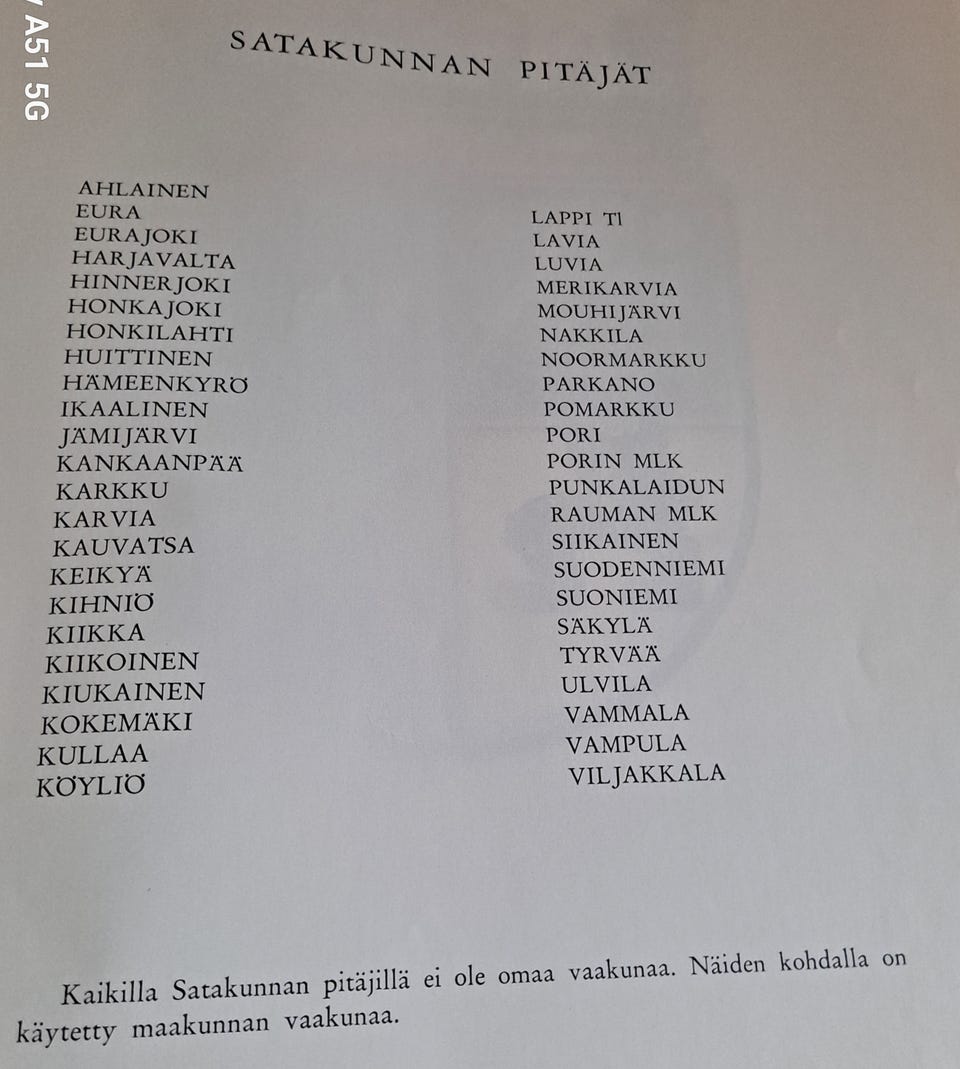 A51 5G
SATAKUNNAN PITÄJÄT
AHLAINEN
EURA
EURAJOKI
HARJAVALTA
HINNERJOKI
HONKAJOKI
HONKILAHTI
HUITTINEN
HÄMEENKYRÖ
IKAALINEN
JÄMIJÄRVI
KANKAANPÄÄ
KARKKU
KARVIA
KAUVATSA
KEIKYÄ
KIHNIÖ
KIIKKA
KIIKOINEN
KIUKAINEN
KOKEMÄKI
KULLAA
KÖYLIÖ
LAPPI Tl
LAVIA
LUVIA
MERIKARVIA
MOUHIJÄRVI
NAKKILA
NOORMARKKU
PARKANO
POMARKKU
PORI
PORIN MLK
PUNKALAIDUN
RAUMAN MLK
SIIKAINEN
SUODENNIEMI
SUONIEMI
SÄKYLÄ
TYRVÄÄ
ULVILA
VAMMALA
VAMPULA
VILJAKKALA
Kaikilla Satakunnan pitäjillä ei ole omaa vaakunaa. Näiden kohdalla on
käytetty maakunnan vaakunaa.